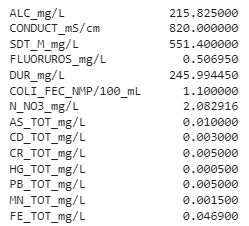 ALC_mg/L 215.825000
CONDUCT_mS/cm 820.000000
SDT_M_mg/L 551.400000
FLUORUROS_mg/L 0.506950
DUR_mg/L 245.994450
COLI_FEC_NMP/100_mL 1.100000
N_NO3_mg/L 2.082916
AS_TOT_mg/L 0.010000
CD_TOT_mg/L 0.003000
CR_TOT_mg/L 0.005000
HG_TOT_mg/L 0.000500
PB_TOT_mg/L 0.005000
MN_TOT_mg/L 0.001500
FE_TOT_mg/L 0.046900